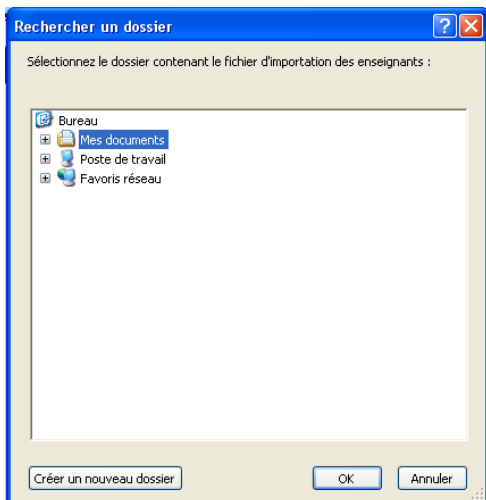 Rechercher un dossier
Sélectionnez le dossier contenant le fichier d'importation des enseignants :
Bureau
Mes documents
Poste de travail
Favoris réseau
Créer un nouveau dossier
OK
Annuler